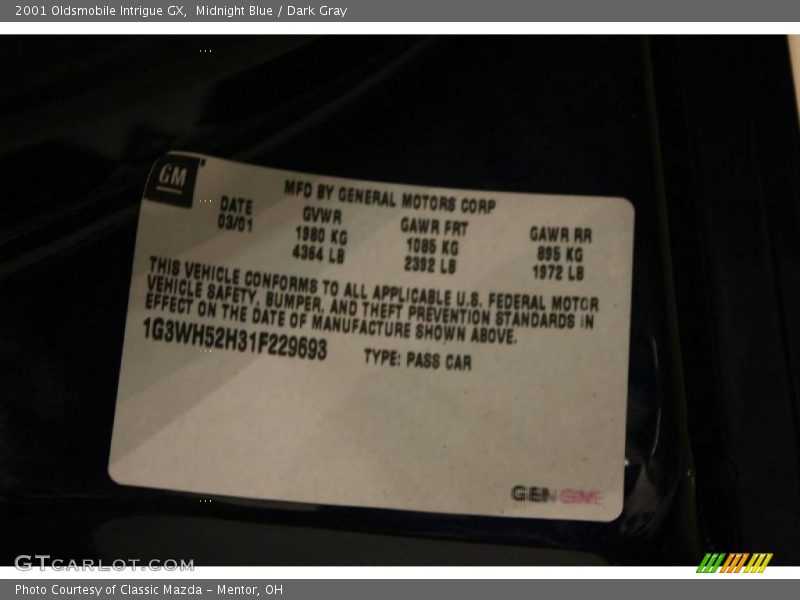 2001 Oldsmobile Intrigue GX, Midnight Blue / Dark Gray
GM
MFD BY GENERAL MOTORS CORP
DATE GVWR GAWR FRT GAWR RR
03/01 1980 KG 1085 KG 895 KG
4364 LB 2392 LB 1972 LB
THIS VEHICLE CONFORMS TO ALL APPLICABLE U.S. FEDERAL MOTOR
VEHICLE SAFETY, BUMPER, AND THEFT PREVENTION STANDARDS IN
EFFECT ON THE DATE OF MANUFACTURE SHOWN ABOVE.
1G3WH52H31F229693 TYPE: PASS CAR
GTCARLOT.COM
Photo Courtesy of Classic Mazda - Mentor, OH